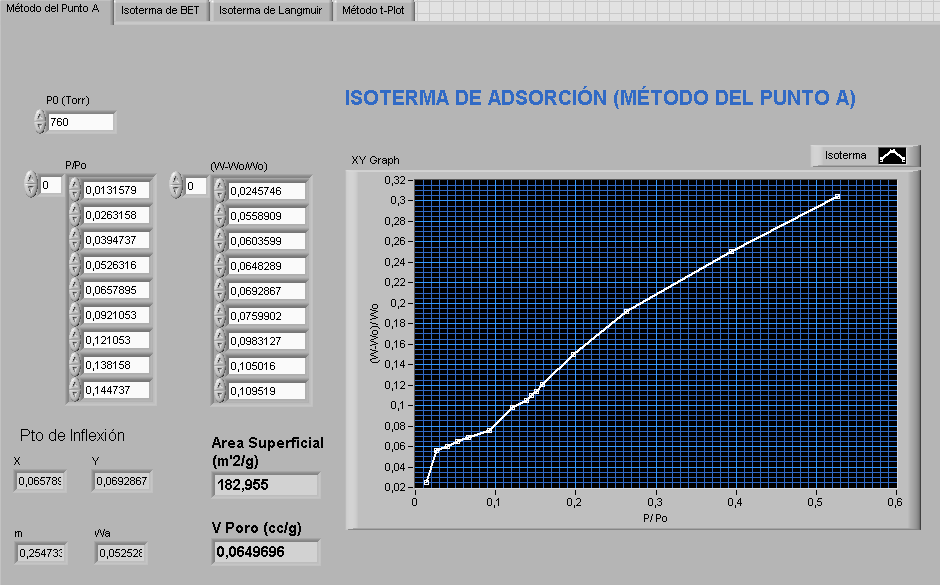 Método del Punto A
Isoterma de BET
Isoterma de Langmuir
Método t-Plot
ISOTERMA DE ADSORCIÓN (MÉTODO DEL PUNTO A)
P0 (Torr)
760
P/Po
0
0,0131579
0,0263158
0,0394737
0,0526316
0,0657895
0,0921053
0,121053
0,138158
0,144737
(W-Wo/Wo)
0
0,0245746
0,0558909
0,0603599
0,0648289
0,0692867
0,0759902
0,0983127
0,105016
0,109519
Pto de Inflexión
X
0,065789
Y
0,0692867
m
0,254733
Wa
0,052528
Area Superficial
(m'2/g)
182,955
V Poro (cc/g)
0,0649696
XY Graph
Isoterma
(W-Wo)/ Wo
0,32
0,3
0,28
0,26
0,24
0,22
0,2
0,18
0,16
0,14
0,12
0,1
0,08
0,06
0,04
0,02
0
0,1
0,2
0,3
0,4
0,5
0,6
P/ Po